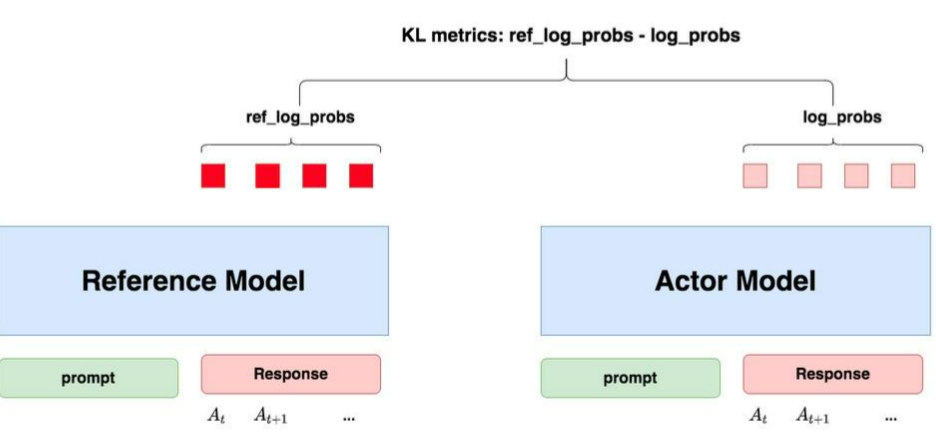 KL metrics: ref_log_probs - log_probs
ref_log_probs
log_probs
Reference Model
Actor Model
prompt
Response
prompt
Response
A_t A_{t+1} ...
A_t A_{t+1} ...